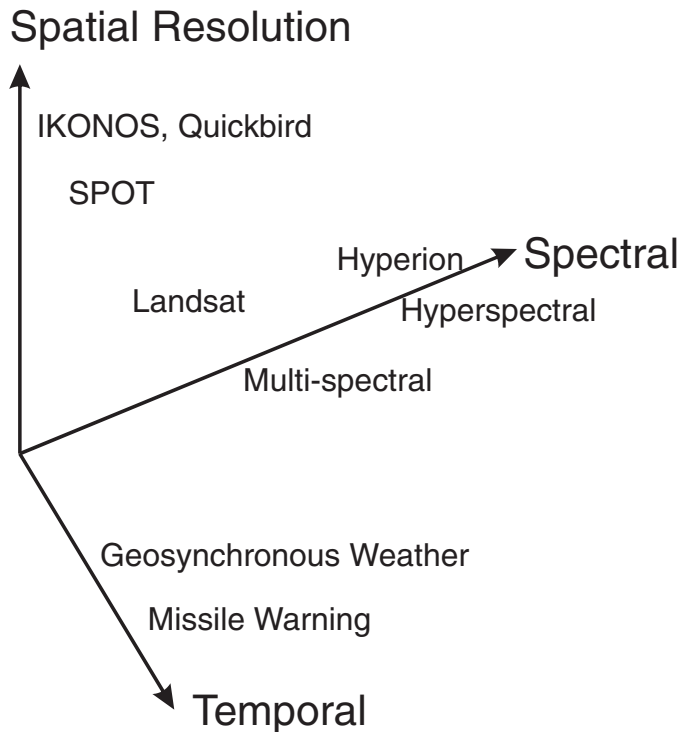 Spatial Resolution
IKONOS, Quickbird
SPOT
Hyperion
Spectral
Landsat
Hyperspectral
Multi-spectral
Geosynchronous Weather
Missile Warning
Temporal